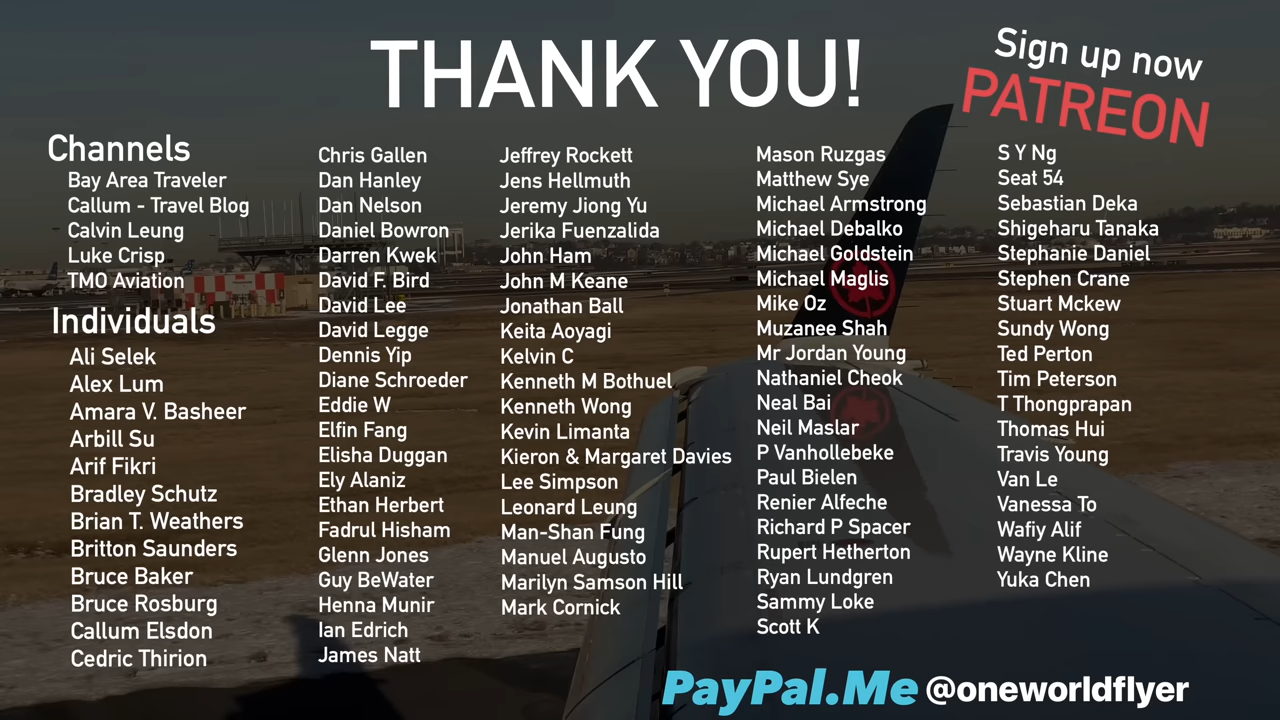 THANK YOU!
Sign up now
PATREON
Channels
Bay Area Traveler
Callum - Travel Blog
Calvin Leung
Luke Crisp
TMO Aviation
Individuals
Ali Selek
Alex Lum
Amara V. Basheer
Arbill Su
Arif Fikri
Bradley Schutz
Brian T. Weathers
Britton Saunders
Bruce Baker
Bruce Rosburg
Callum Elsdon
Cedric Thirion
Chris Gallen
Dan Hanley
Dan Nelson
Daniel Bowron
Darren Kwek
David F. Bird
David Lee
David Legge
Dennis Yip
Diane Schroeder
Eddie W
Elfin Fang
Elisha Duggan
Ely Alaniz
Ethan Herbert
Fadrul Hisham
Glenn Jones
Guy BeWater
Henna Munir
Ian Edrich
James Natt
Jeffrey Rockett
Jens Hellmuth
Jeremy Jiong Yu
Jerika Fuenzalida
John Ham
John M Keane
Jonathan Ball
Keita Aoyagi
Kelvin C
Kenneth M Bothuel
Kenneth Wong
Kevin Limanta
Kieron & Margaret Davies
Lee Simpson
Leonard Leung
Man-Shan Fung
Manuel Augusto
Marilyn Samson Hill
Mark Cornick
Mason Ruzgas
Matthew Sye
Michael Armstrong
Michael Debalko
Michael Goldstein
Michael Maglis
Mike Oz
Muzanee Shah
Mr Jordan Young
Nathaniel Cheok
Neal Bai
Neil Maslar
P Vanhollebeke
Paul Bielen
Renier Alfeche
Richard P Spacer
Rupert Hetherton
Ryan Lundgren
Sammy Loke
Scott K
S Y Ng
Seat 54
Sebastian Deka
Shigeharu Tanaka
Stephanie Daniel
Stephen Crane
Stuart Mckew
Sundy Wong
Ted Perton
Tim Peterson
T Thongprapan
Thomas Hui
Travis Young
Van Le
Vanessa To
Wafiy Alif
Wayne Kline
Yuka Chen
PayPal.Me @oneworldflyer